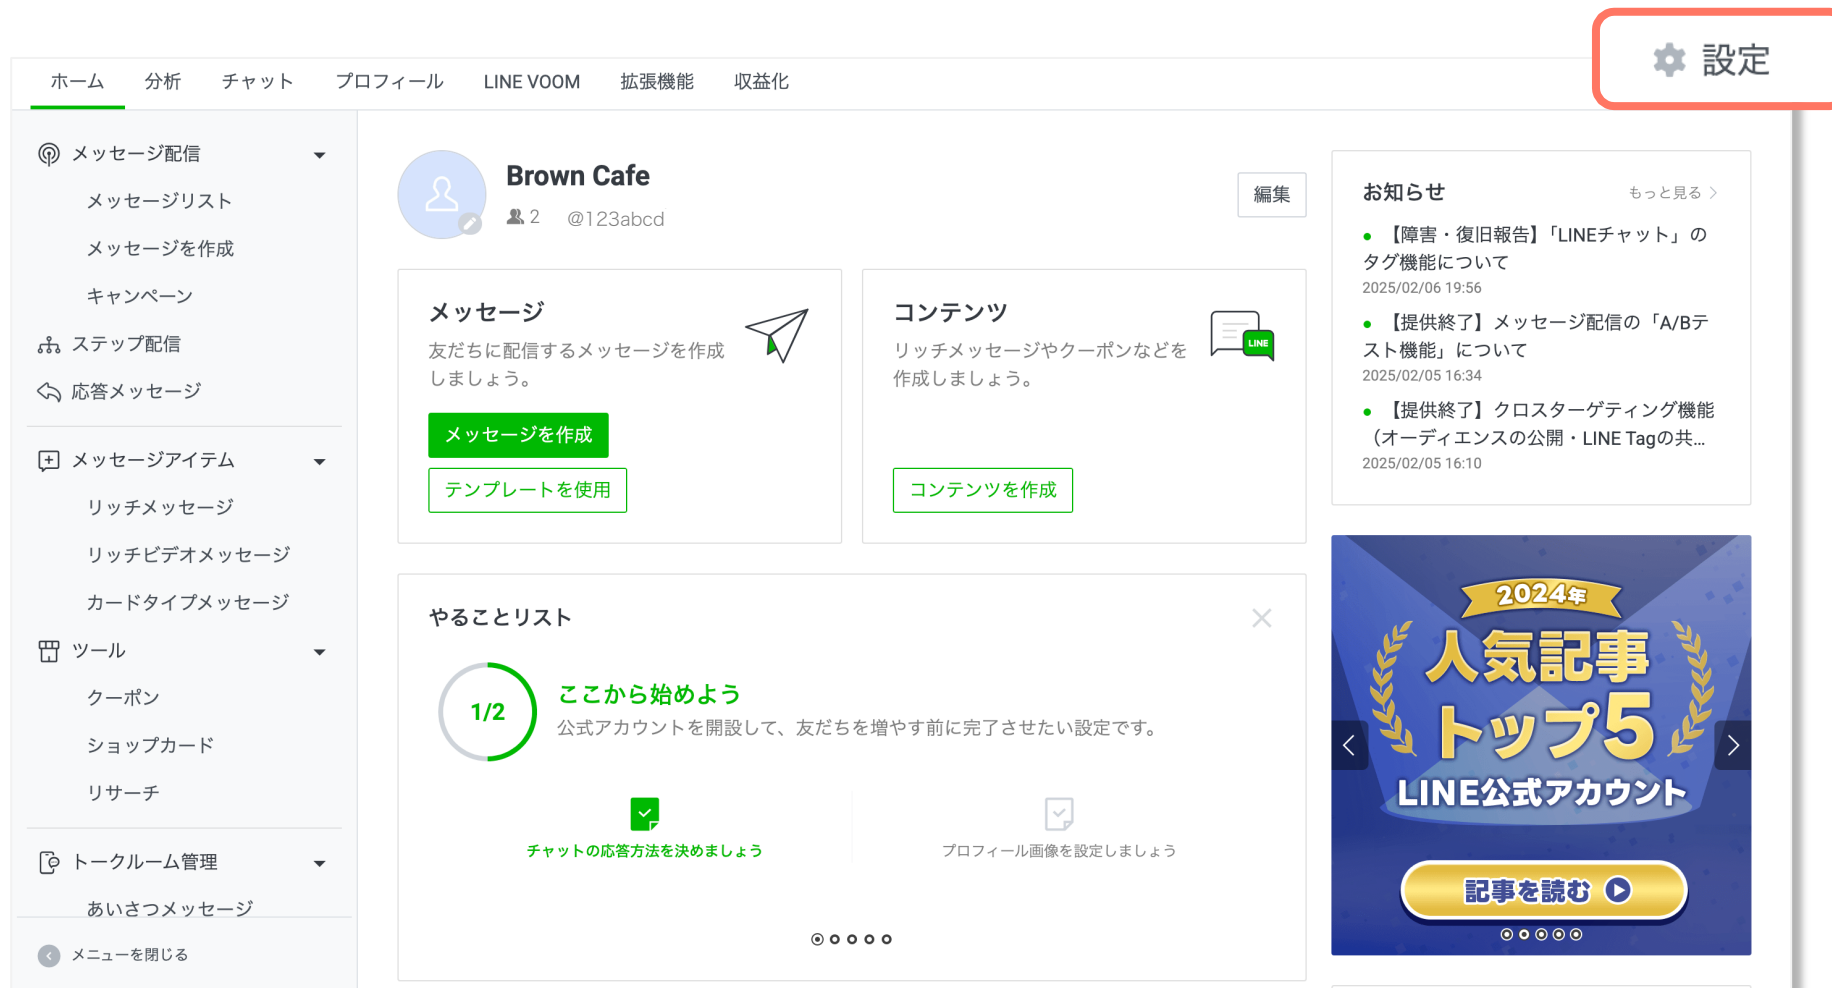 設定
ホーム 分析 チャット プロフィール LINE VOOM 拡張機能 収益化
メッセージ配信
メッセージリスト
メッセージを作成
キャンペーン
ステップ配信
応答メッセージ
メッセージアイテム
リッチメッセージ
リッチビデオメッセージ
カードタイプメッセージ
ツール
クーポン
ショップカード
リサーチ
トークルーム管理
あいさつメッセージ
メニューを閉じる
Brown Cafe
2 @123abcd
編集
メッセージ
友だちに配信するメッセージを作成
しましょう。
メッセージを作成
テンプレートを使用
コンテンツ
リッチメッセージやクーポンなどを
作成しましょう。
LINE
コンテンツを作成
やることリスト
1/2
ここから始めよう
公式アカウントを開設して、友だちを増やす前に完了させたい設定です。
チャットの応答方法を決めましょう
プロフィール画像を設定しましょう
お知らせ
もっと見る
【障害・復旧報告】「LINEチャット」の
タグ機能について
2025/02/06 19:56
【提供終了】メッセージ配信の「A/Bテ
スト機能」について
2025/02/05 16:34
【提供終了】クロスターゲティング機能
（オーディエンスの公開・LINE Tagの共...
2025/02/05 16:10
2024年
人気記事
トップ5
LINE公式アカウント
記事を読む